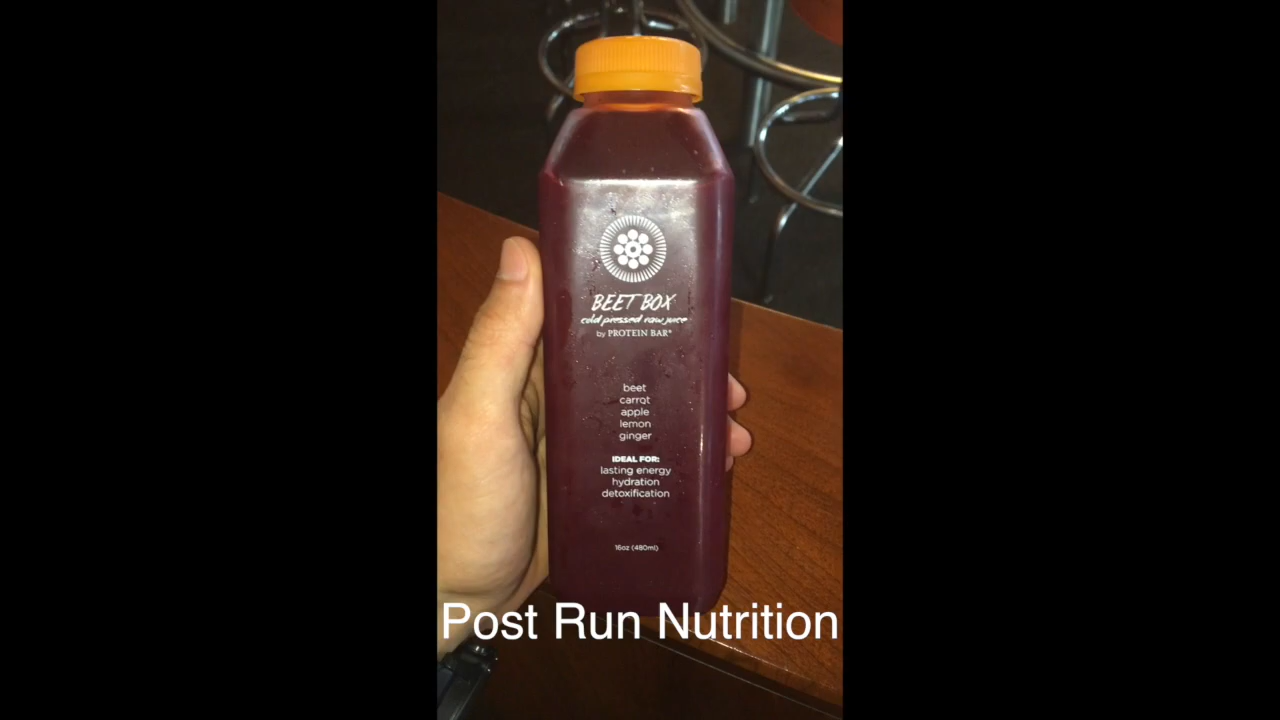 BEET BOX
cold pressed raw juice
by PROTEIN BAR®
beet
carrot
apple
lemon
ginger
IDEAL FOR:
lasting energy
hydration
detoxification
16oz (480ml)
Post Run Nutrition